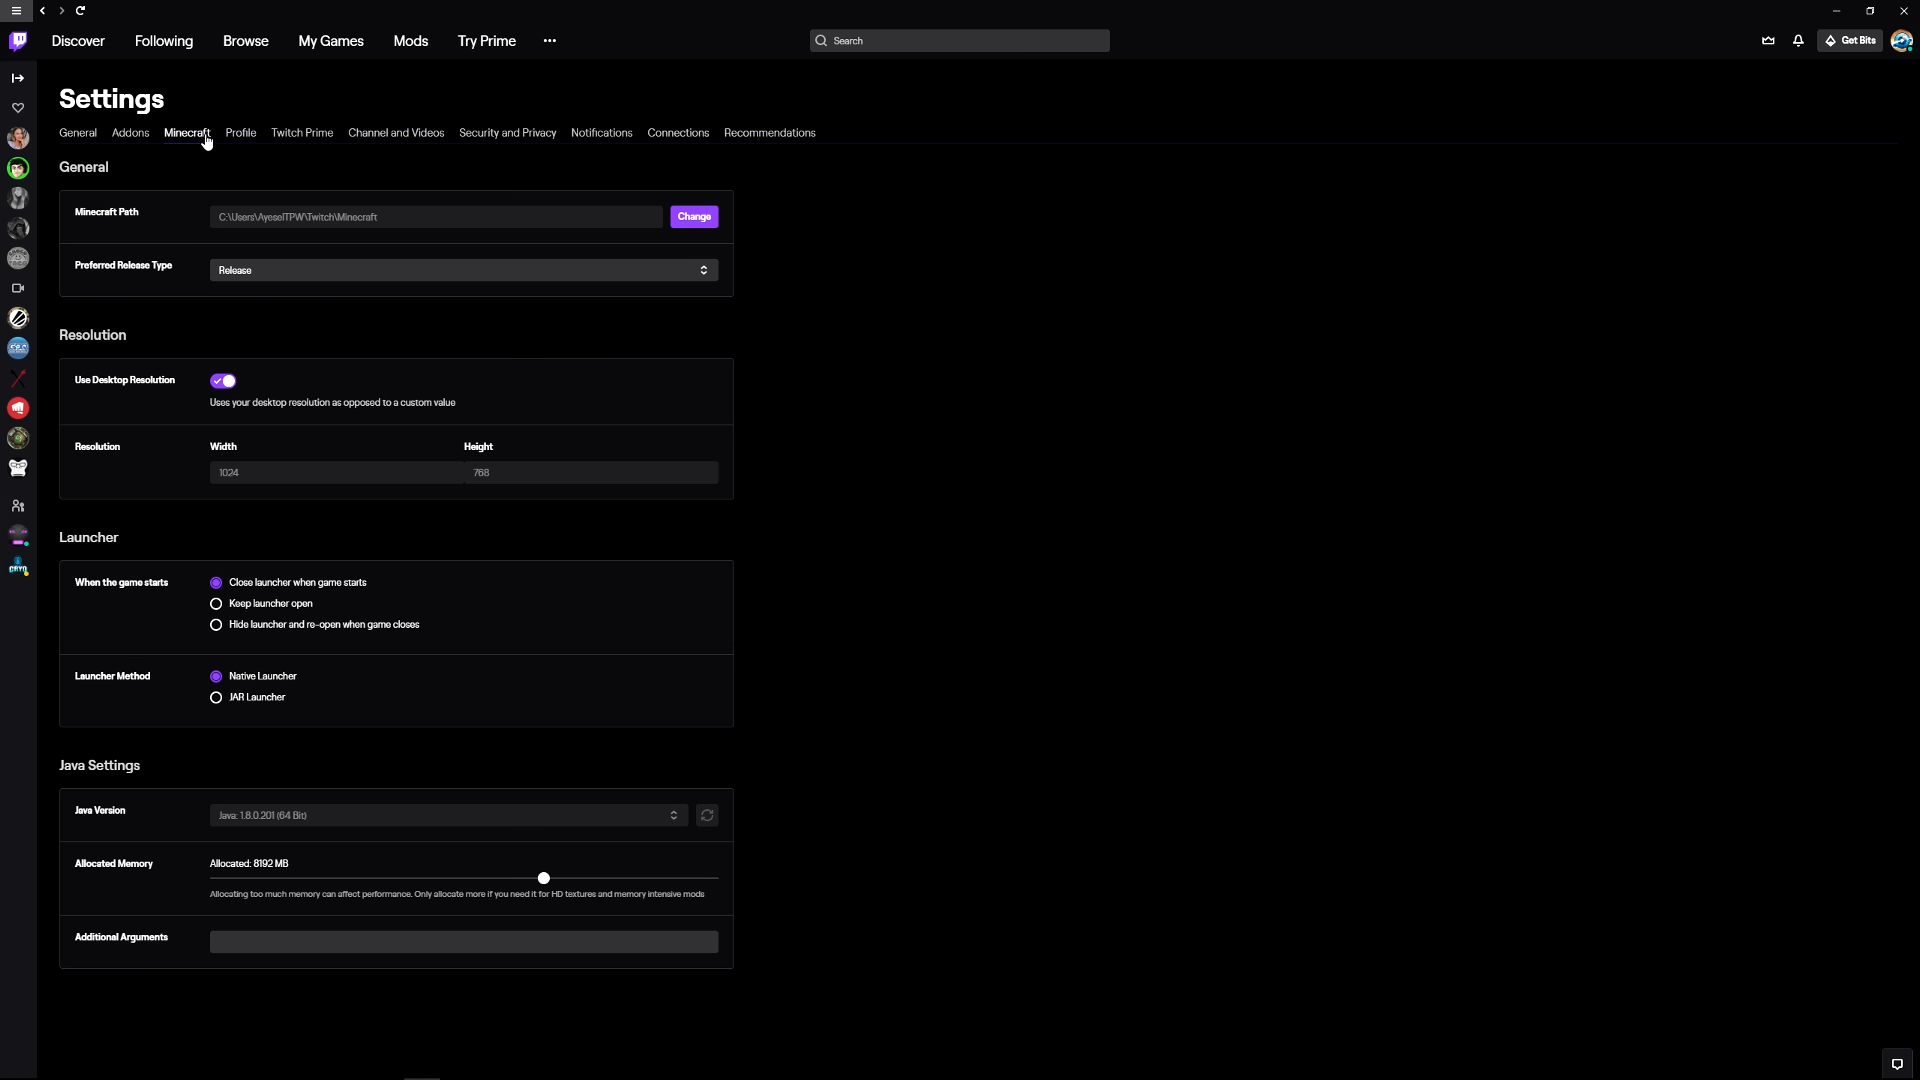 Discover Following Browse My Games Mods Try Prime ••• Search Get Bits
Settings
General Addons Minecraft Profile Twitch Prime Channel and Videos Security and Privacy Notifications Connections Recommendations
General
Minecraft Path C:\Users\AyeselTPW\Twitch\Minecraft Change
Preferred Release Type Release
Resolution
Use Desktop Resolution
Uses your desktop resolution as opposed to a custom value
Resolution Width Height
1024 768
Launcher
When the game starts Close launcher when game starts
Keep launcher open
Hide launcher and re-open when game closes
Launcher Method Native Launcher
JAR Launcher
Java Settings
Java Version Java: 1.8.0.201 (64 Bit)
Allocated Memory Allocated: 8192 MB
Allocating too much memory can affect performance. Only allocate more if you need it for HD textures and memory intensive mods
Additional Arguments